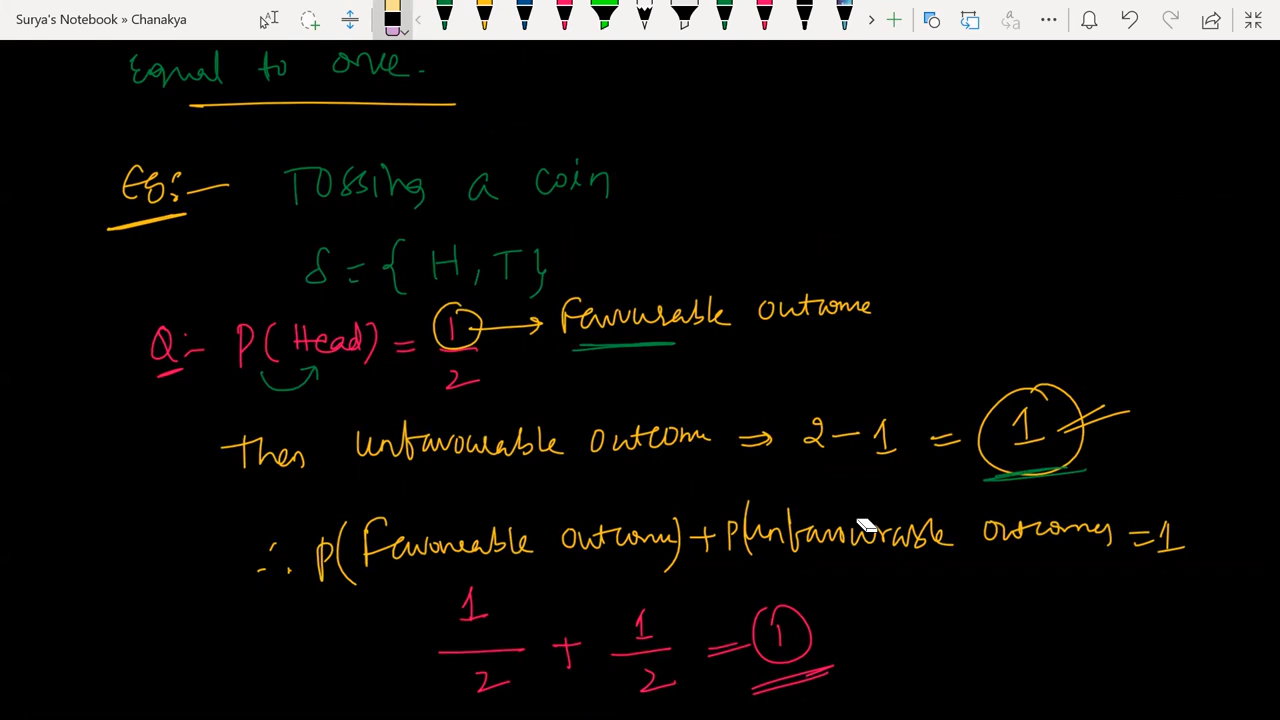 Surya's Notebook » Chanakya
Equal to one.
Eg:-
Tossing a coin
S = { H, T}
Q:- P(Head) = 1/2 → Favourable outcome
Then unfavourable outcome ⇒ 2 - 1 = 1
∴ P(Favourable outcome) + P(unfavourable outcomes = 1
1/2 + 1/2 = 1